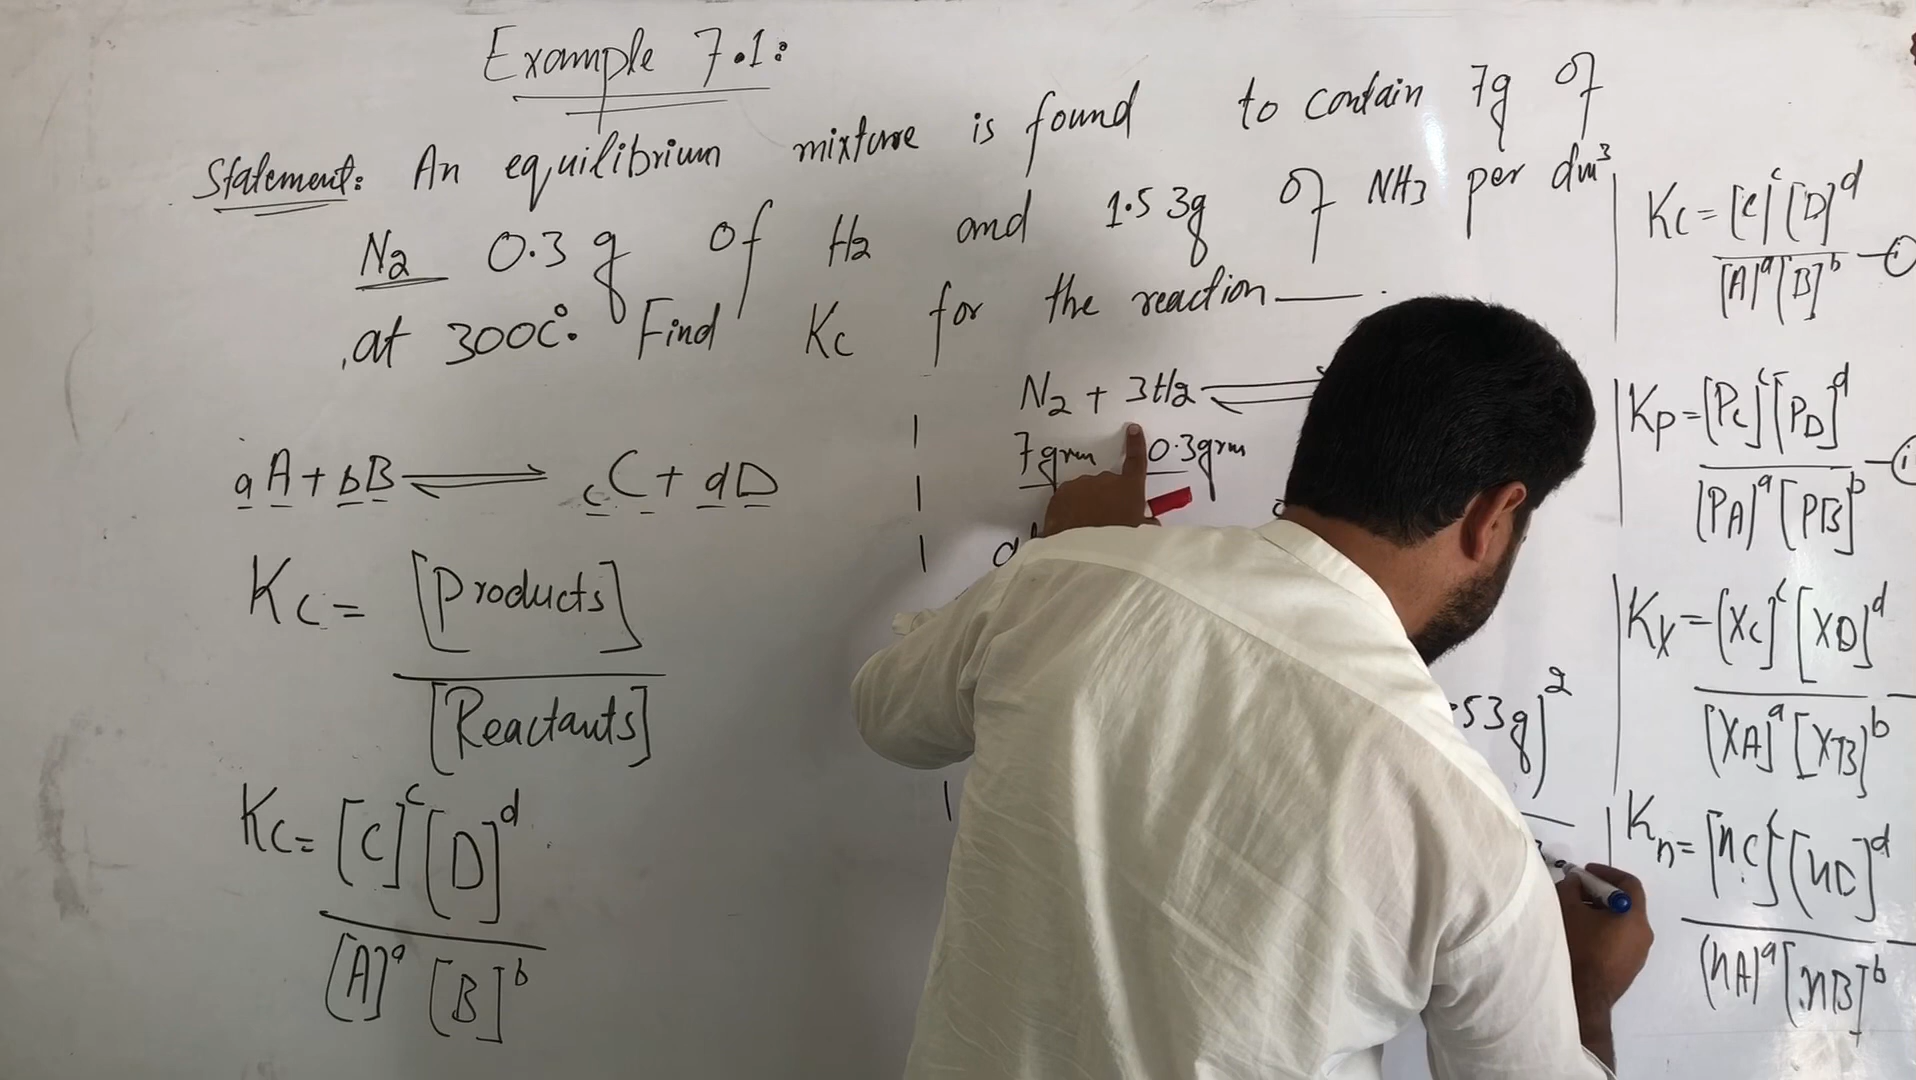 Example 7.1:
Statement: An equilibrium mixture is found to contain 7g of
N2 0.3g of H2 and 1.53g of NH3 per dm³
at 300C°. Find Kc for the reaction
aA + bB ⇌ cC + dD
Kc = [Products]
[Reactants]
Kc = [C]ᶜ [D]ᵈ
[A]ᵃ [B]ᵇ
N2 + 3H2 ⇌
7grm 0.3grm
53g)²
Kc = [C]ᶜ [D]ᵈ
[A]ᵃ [B]ᵇ
Kp = [PC]ᶜ [PD]ᵈ
[PA]ᵃ [PB]ᵇ
Kx = [XC]ᶜ [XD]ᵈ
[XA]ᵃ [XB]ᵇ
Kn = [nC]ᶜ [nD]ᵈ
[nA]ᵃ [nB]ᵇ